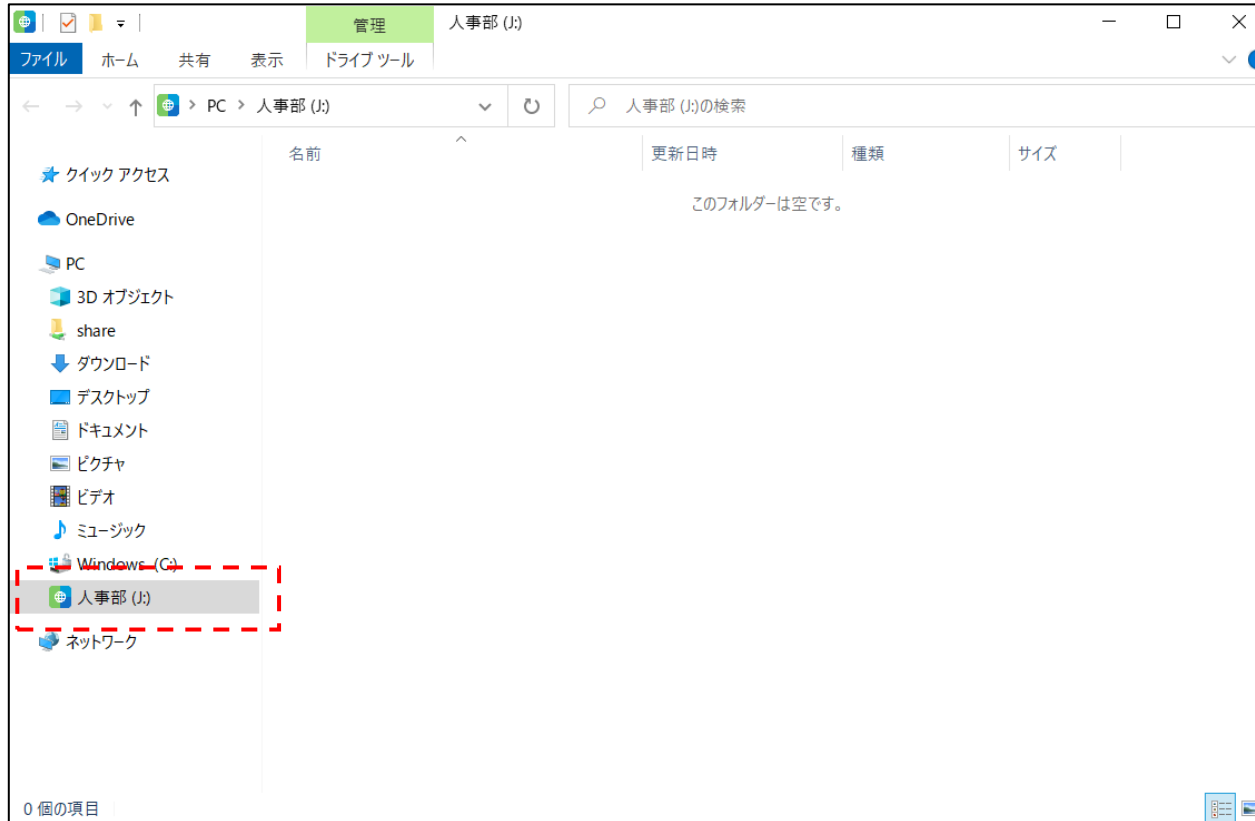 管理 人事部 (J:)
ファイル ホーム 共有 表示 ドライブ ツール
PC 人事部 (J:) 人事部 (J:)の検索
名前 更新日時 種類 サイズ
このフォルダーは空です。
クイック アクセス
OneDrive
PC
3D オブジェクト
share
ダウンロード
デスクトップ
ドキュメント
ピクチャ
ビデオ
ミュージック
Windows (C:)
人事部 (J:)
ネットワーク
0 個の項目